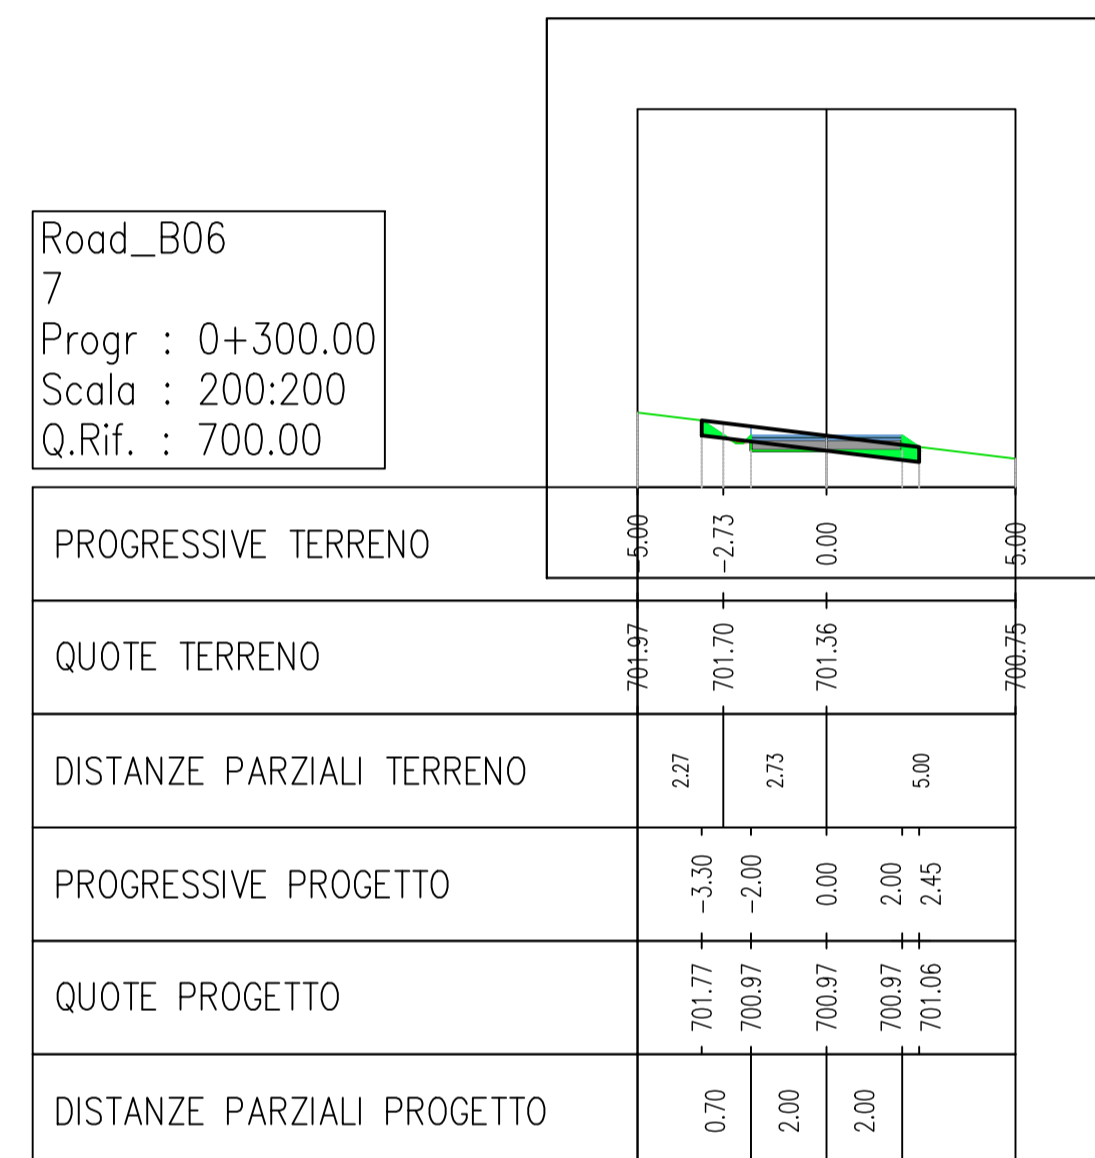 Road_B06
7
Progr : 0+300.00
Scala : 200:200
Q.Rif. : 700.00
PROGRESSIVE TERRENO -5.00 -2.73 0.00 5.00
QUOTE TERRENO 701.97 701.70 701.36 700.75
DISTANZE PARZIALI TERRENO 2.27 2.73 5.00
PROGRESSIVE PROGETTO -3.30 -2.00 0.00 2.00 2.45
QUOTE PROGETTO 701.77 700.97 700.97 700.97 701.06
DISTANZE PARZIALI PROGETTO 0.70 2.00 2.00